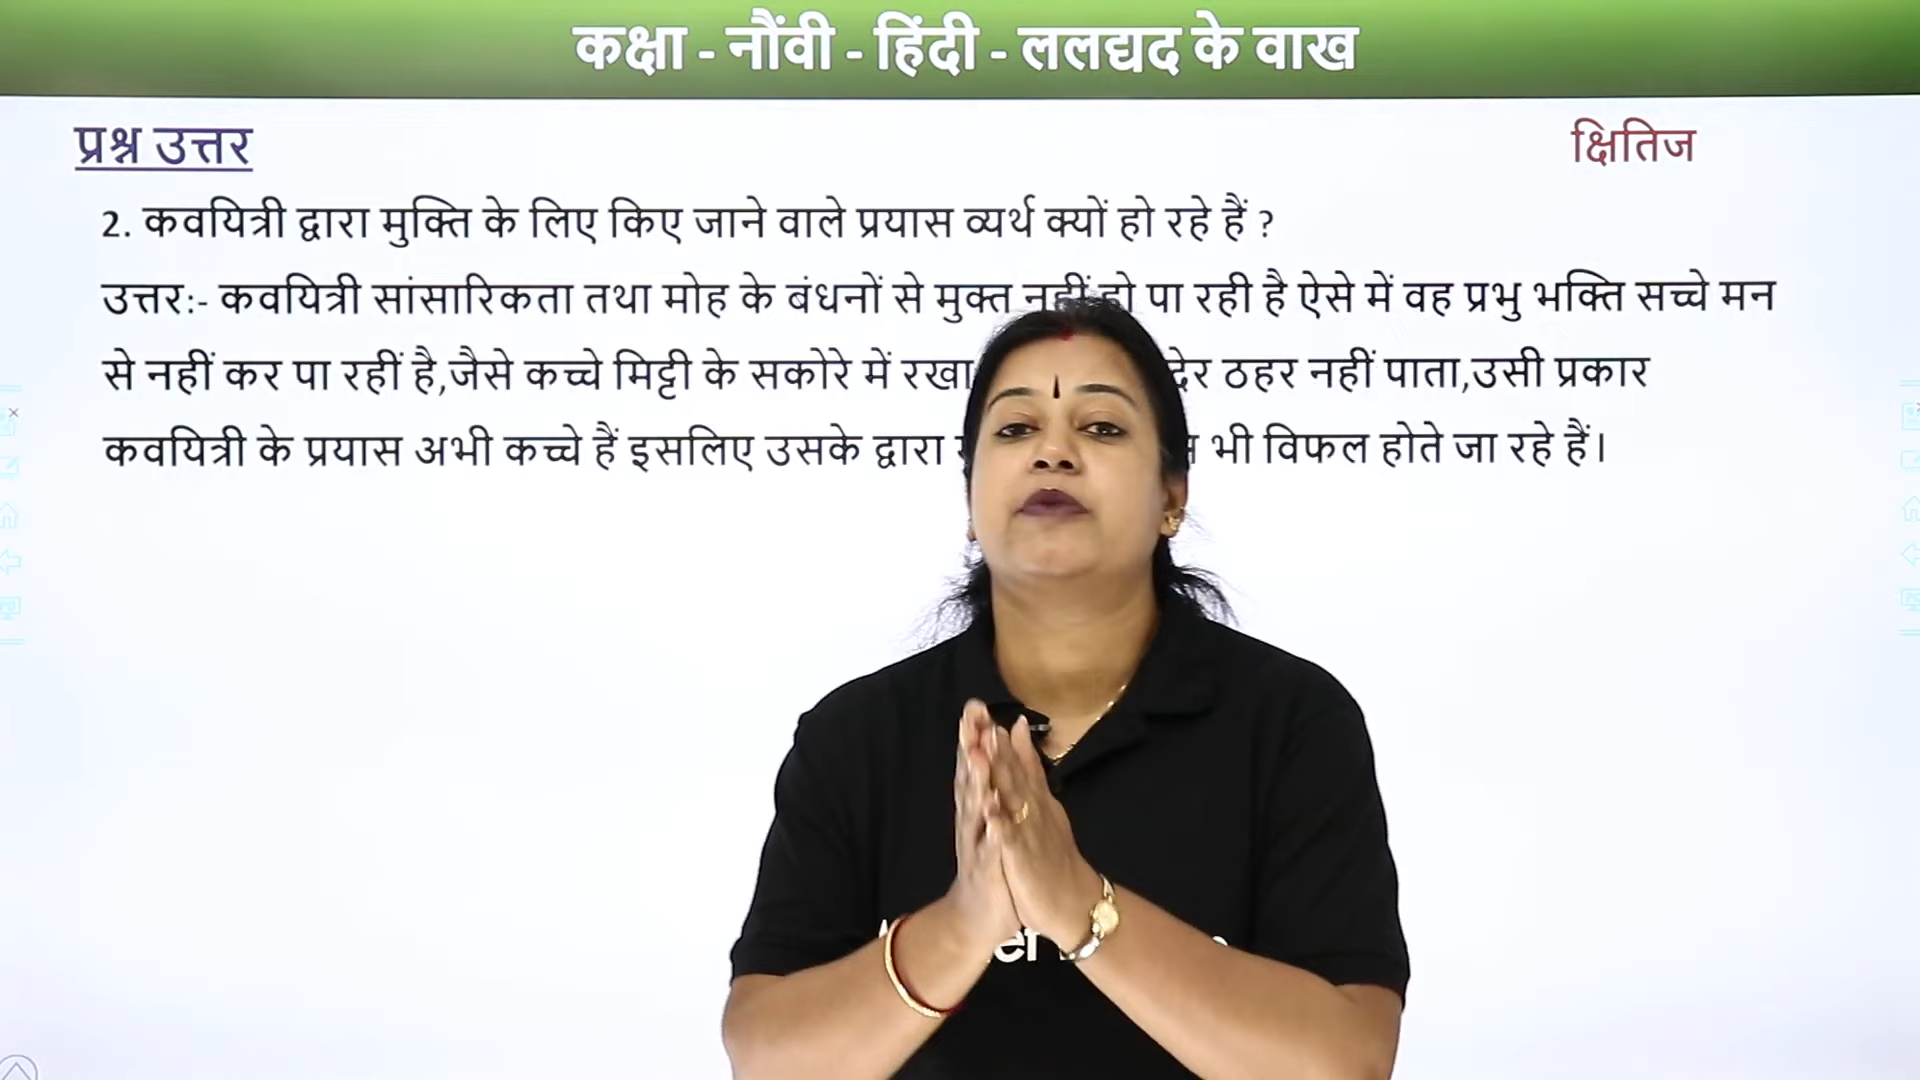 कक्षा - नौंवी - हिंदी - ललद्यद के वाख
प्रश्न उत्तर
क्षितिज
2. कवयित्री द्वारा मुक्ति के लिए किए जाने वाले प्रयास व्यर्थ क्यों हो रहे हैं ?
उत्तर:- कवयित्री सांसारिकता तथा मोह के बंधनों से मुक्त नहीं हो पा रही है ऐसे में वह प्रभु भक्ति सच्चे मन
से नहीं कर पा रहीं है,जैसे कच्चे मिट्टी के सकोरे में रखा देर ठहर नहीं पाता,उसी प्रकार
कवयित्री के प्रयास अभी कच्चे हैं इसलिए उसके द्वारा भी विफल होते जा रहे हैं।